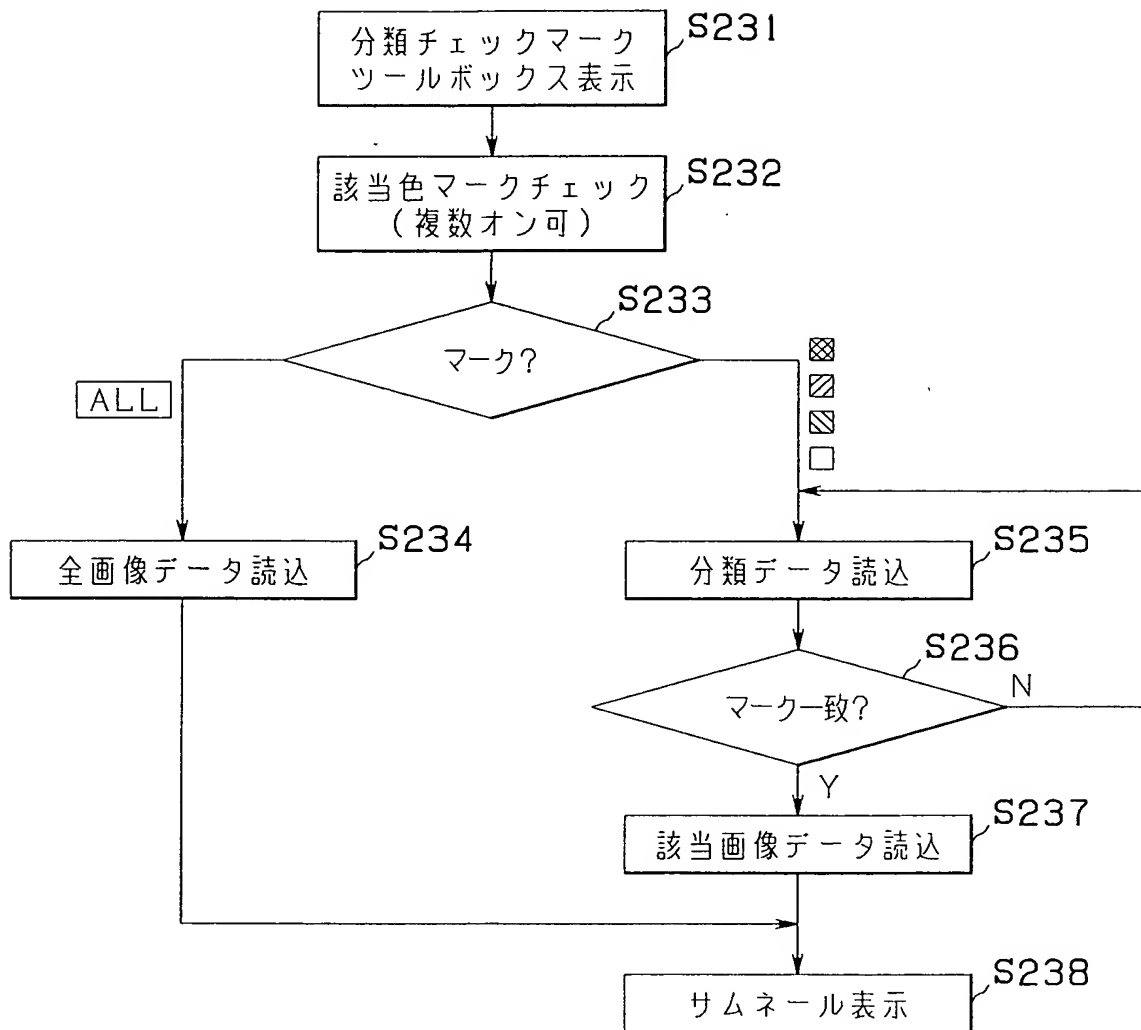 分類チェックマーク
ツールボックス表示
S231
該当色マークチェック
(複数オン可)
S232
マーク?
S233
ALL
全画像データ読込
S234
分類データ読込
S235
マーク一致?
S236
N
Y
該当画像データ読込
S237
サムネール表示
S238